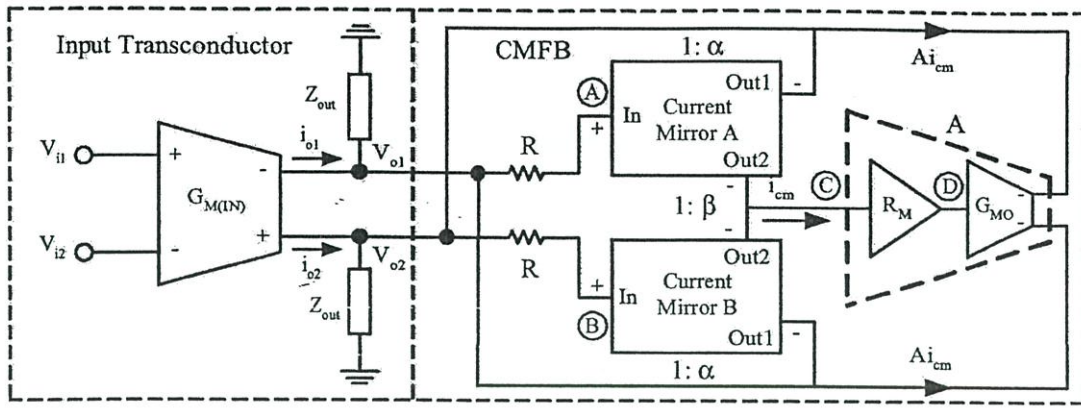 Input Transconductor
CMFB
1: α
Ai_cm
Z_out
A
Out1
-
In
Current
Mirror A
+
Out2
A
V_i1
+
i_o1
V_o1
R
-
G_M(IN)
i_cm
C
D
1: β
R_M
G_MO
-
-
-
V_i2
-
+
i_o2
V_o2
R
Out2
+
In
Current
Mirror B
B
Out1
-
Z_out
1: α
Ai_cm